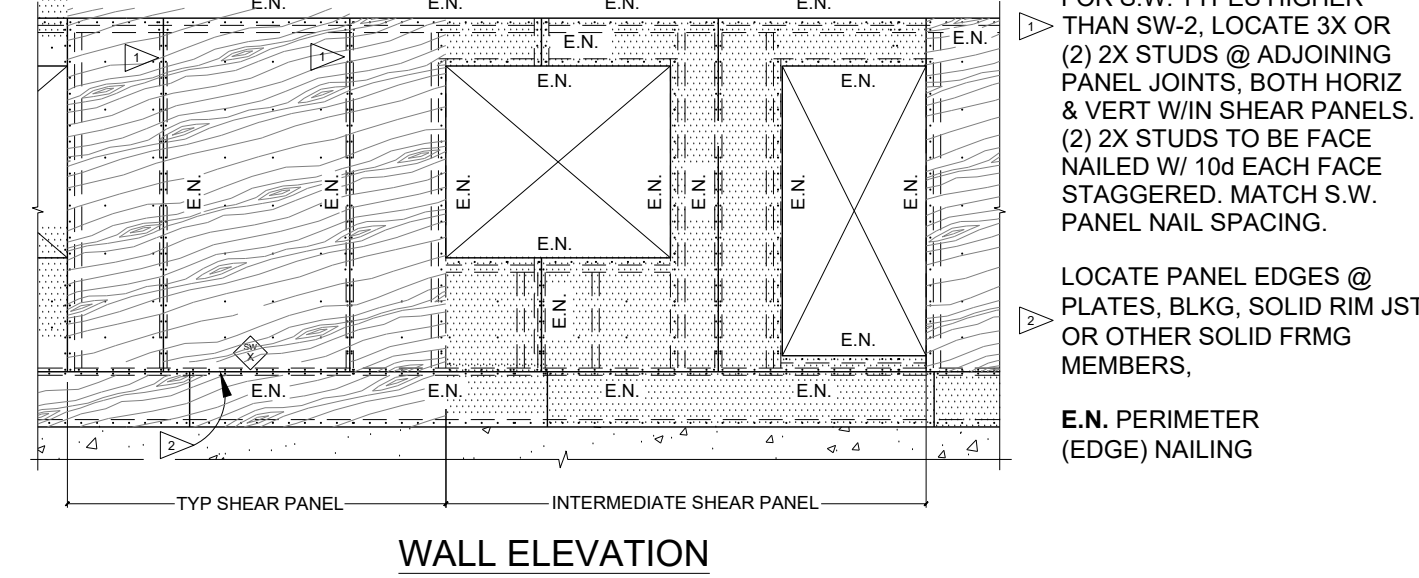 E.N. E.N. E.N. E.N.
E.N. E.N.
1 1
E.N. E.N.
E.N. E.N. E.N. E.N. E.N. E.N. E.N.
E.N.
E.N.
E.N.
SW
X
E.N. E.N. E.N. E.N.
2
TYP SHEAR PANEL
INTERMEDIATE SHEAR PANEL
WALL ELEVATION
FOR S.W. TYPES HIGHER
1 THAN SW-2, LOCATE 3X OR
(2) 2X STUDS @ ADJOINING
PANEL JOINTS, BOTH HORIZ
& VERT W/IN SHEAR PANELS.
(2) 2X STUDS TO BE FACE
NAILED W/ 10d EACH FACE
STAGGERED. MATCH S.W.
PANEL NAIL SPACING.
LOCATE PANEL EDGES @
2 PLATES, BLKG, SOLID RIM JST
OR OTHER SOLID FRMG
MEMBERS,
E.N. PERIMETER
(EDGE) NAILING